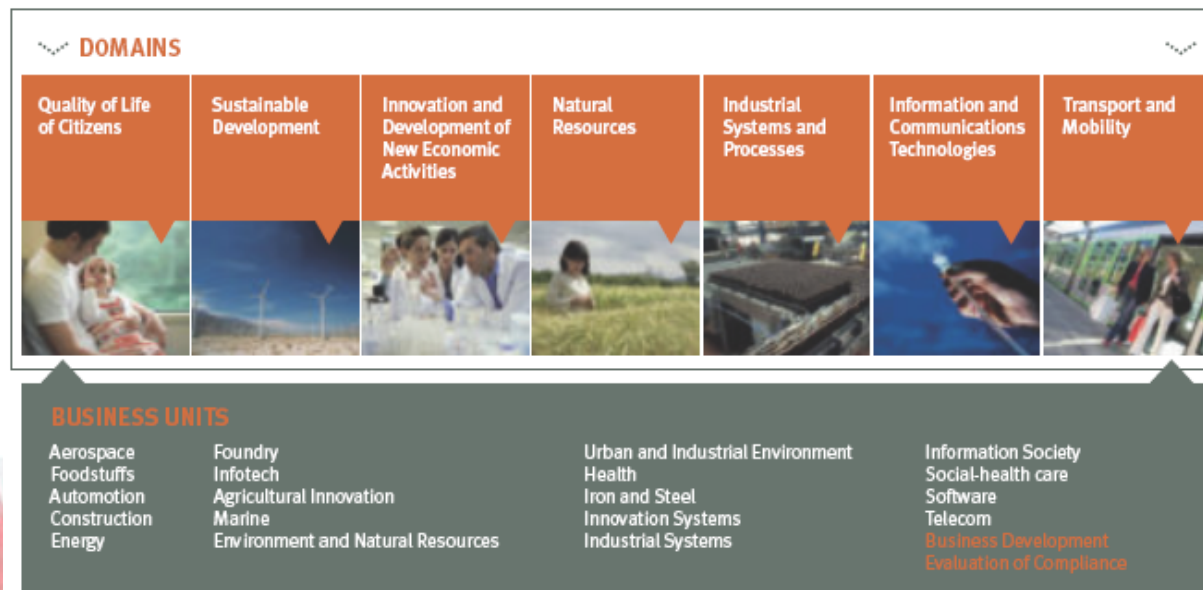 DOMAINS
Quality of Life
of Citizens
Sustainable
Development
Innovation and
Development of
New Economic
Activities
Natural
Resources
Industrial
Systems and
Processes
Information and
Communications
Technologies
Transport and
Mobility
BUSINESS UNITS
Aerospace
Foodstuffs
Automotion
Construction
Energy
Foundry
Infotech
Agricultural Innovation
Marine
Environment and Natural Resources
Urban and Industrial Environment
Health
Iron and Steel
Innovation Systems
Industrial Systems
Information Society
Social-health care
Software
Telecom
Business Development
Evaluation of Compliance